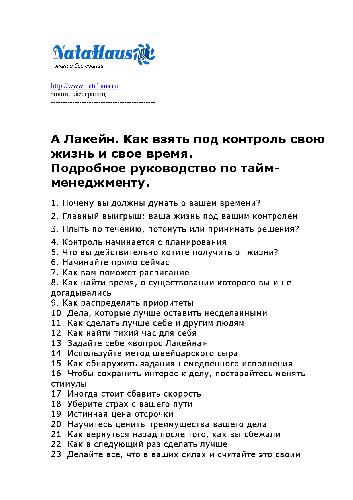 NataHaus
http://www.natahaus.ru
А Лакейн. Как взять под контроль свою
жизнь и свое время.
Подробное руководство по тайм-
менеджменту.
1. Почему вы должны думать о вашем времени?
2. Главный выигрыш: ваша жизнь под вашим контролен
3. Плыть по течению, потонуть или принимать решения?
4. Контроль начинается с планирования
5. Что вы действительно хотите получить от жизни?
6. Начинайте прямо сейчас
7. Как вам поможет расписание
8. Как найти время, о существовании которого вы и не
догадывались
9. Как распределять приоритеты
10 Дела, которые лучше оставить несделанными
11. Как сделать лучше себе и другим людям
12 Как найти тихий час для себя
13 Задайте себе «вопрос Лакейна»
14 Используйте метод швейцарского сыра
15 Как обнаружить задания немедленного исполнения
16 Чтобы сохранить интерес к делу, постарайтесь менять
стимулы
17 Иногда стоит сбавить скорость
18 Уберите страх с вашего пути
19 Истинная цена отсрочки
20 Научитесь ценить преимущества вашего дела
21 Как вернуться назад после того, как вы сбежали
22 Как в следующий раз сделать лучше
23 Делайте все, что в ваших силах и считайте это своим